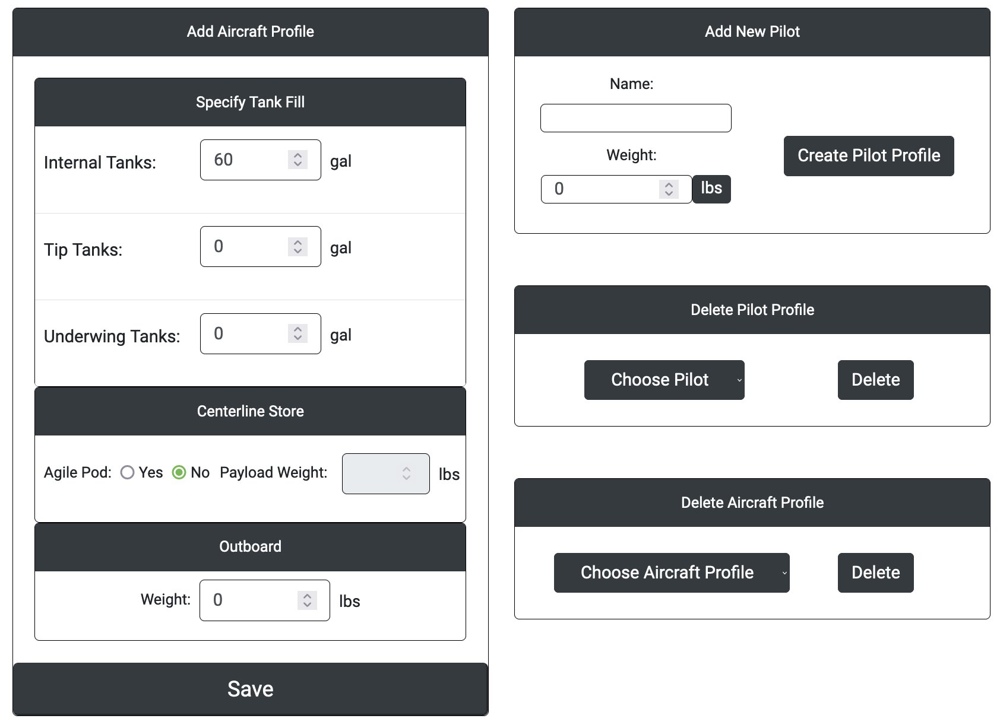 Add Aircraft Profile
Specify Tank Fill
Internal Tanks: 60 gal
Tip Tanks: 0 gal
Underwing Tanks: 0 gal
Centerline Store
Agile Pod: Yes No Payload Weight: lbs
Outboard
Weight: 0 lbs
Save
Add New Pilot
Name:
Weight:
0 lbs
Create Pilot Profile
Delete Pilot Profile
Choose Pilot Delete
Delete Aircraft Profile
Choose Aircraft Profile Delete